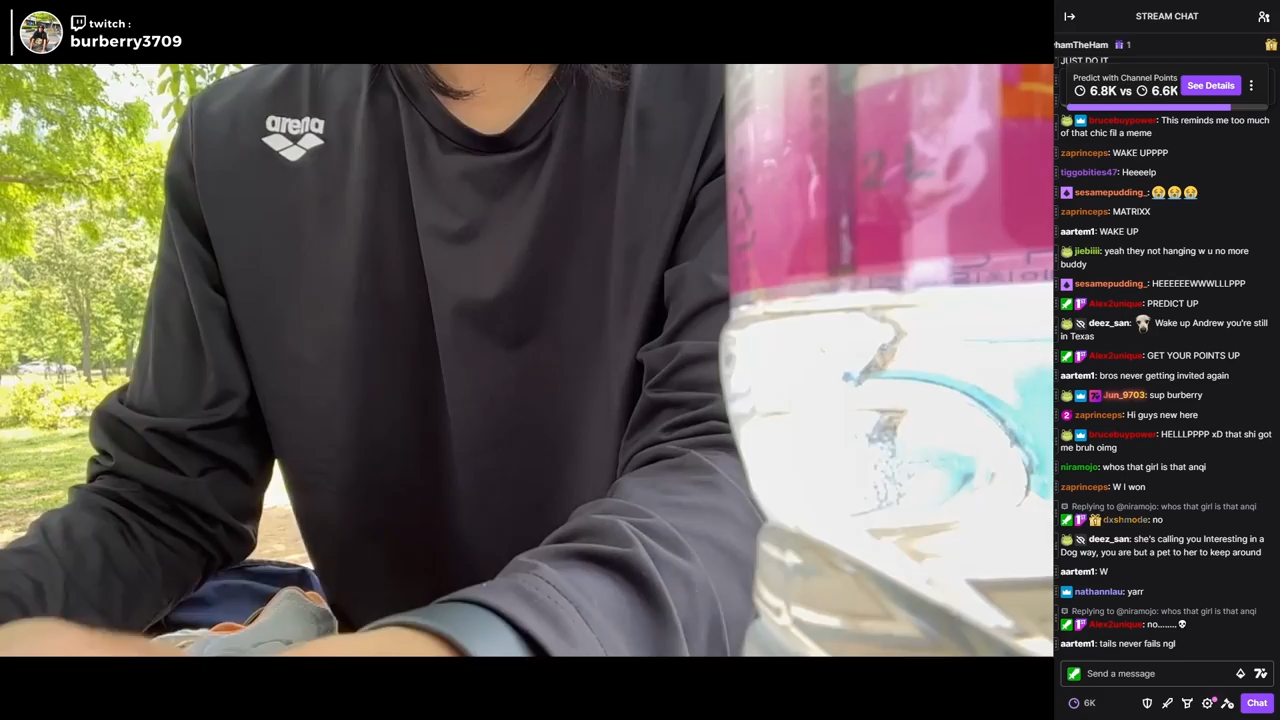 twitch :
burberry3709
arena
2L
STREAM CHAT
hamTheHam 1
JUST DO IT
Predict with Channel Points
6.8K vs 6.6K
See Details
brucebuypower: This reminds me too much
of that chic fil a meme
zaprinceps: WAKE UPPPP
tiggobities47: Heeeelp
sesamepudding_:
zaprinceps: MATRIXX
aartem1: WAKE UP
jiebiiii: yeah they not hanging w u no more
buddy
sesamepudding_: HEEEEEEWWWLLLPPP
Alex2unique: PREDICT UP
deez_san: Wake up Andrew you're still
in Texas
Alex2unique: GET YOUR POINTS UP
aartem1: bros never getting invited again
Jun_9703: sup burberry
2 zaprinceps: Hi guys new here
brucebuypower: HELLLPPPP xD that shi got
me bruh oimg
niramojo: whos that girl is that anqi
zaprinceps: W I won
Replying to @niramojo: whos that girl is that anqi
dxshmode: no
deez_san: she's calling you Interesting in a
Dog way, you are but a pet to her to keep around
aartem1: W
nathannlau: yarr
Replying to @niramojo: whos that girl is that anqi
Alex2unique: no........
aartem1: tails never fails ngl
Send a message
6K
Chat